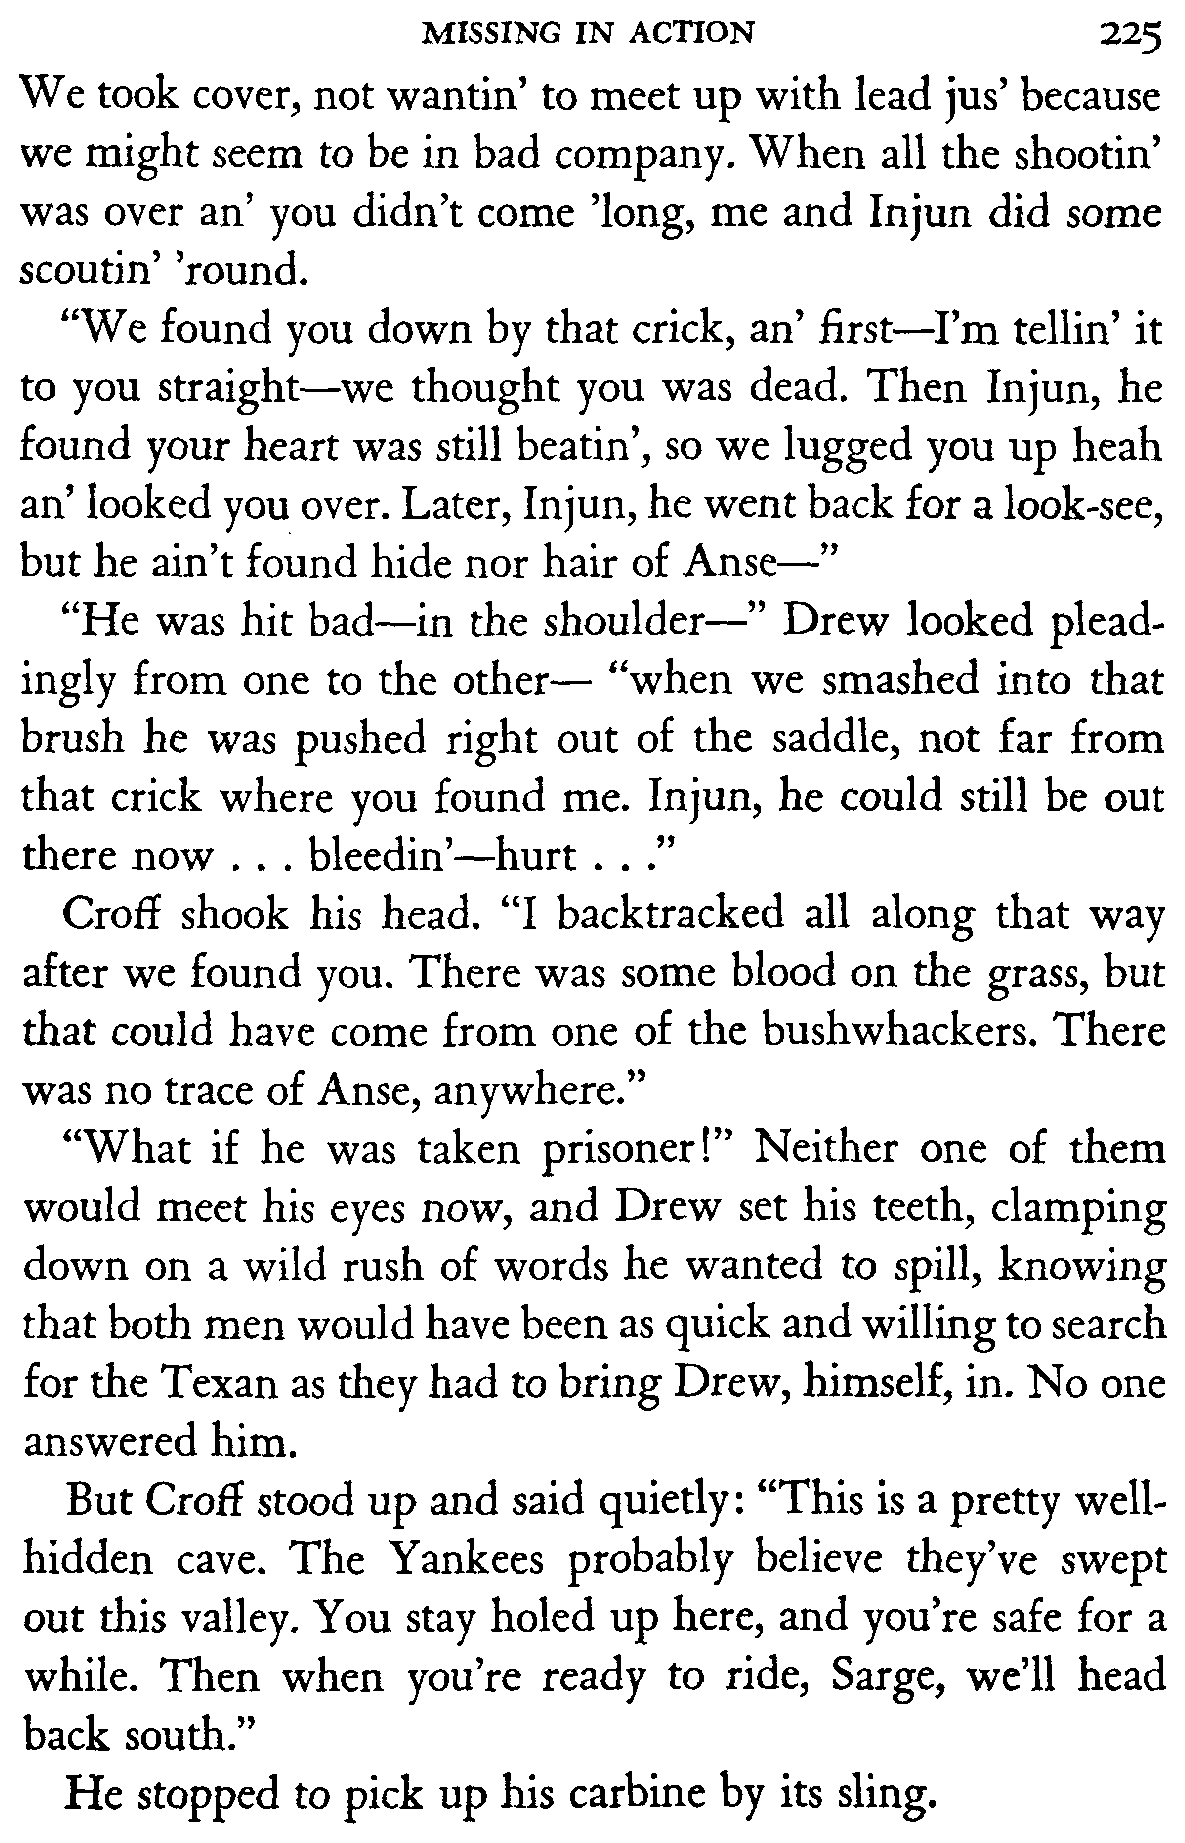 MISSING IN ACTION 225
We took cover, not wantin’ to meet up with lead jus’ because
we might seem to be in bad company. When all the shootin’
was over an’ you didn’t come ’long, me and Injun did some
scoutin’ ’round.
“We found you down by that crick, an’ first—I’m tellin’ it
to you straight—we thought you was dead. Then Injun, he
found your heart was still beatin’, so we lugged you up heah
an’ looked you over. Later, Injun, he went back for a look-see,
but he ain’t found hide nor hair of Anse—”
“He was hit bad—in the shoulder—” Drew looked plead-
ingly from one to the other— “when we smashed into that
brush he was pushed right out of the saddle, not far from
that crick where you found me. Injun, he could still be out
there now . . . bleedin’—hurt . . .”
Croff shook his head. “I backtracked all along that way
after we found you. There was some blood on the grass, but
that could have come from one of the bushwhackers. There
was no trace of Anse, anywhere.”
“What if he was taken prisoner!” Neither one of them
would meet his eyes now, and Drew set his teeth, clamping
down on a wild rush of words he wanted to spill, knowing
that both men would have been as quick and willing to search
for the Texan as they had to bring Drew, himself, in. No one
answered him.
But Croff stood up and said quietly: “This is a pretty well-
hidden cave. The Yankees probably believe they’ve swept
out this valley. You stay holed up here, and you’re safe for a
while. Then when you’re ready to ride, Sarge, we’ll head
back south.”
He stopped to pick up his carbine by its sling.